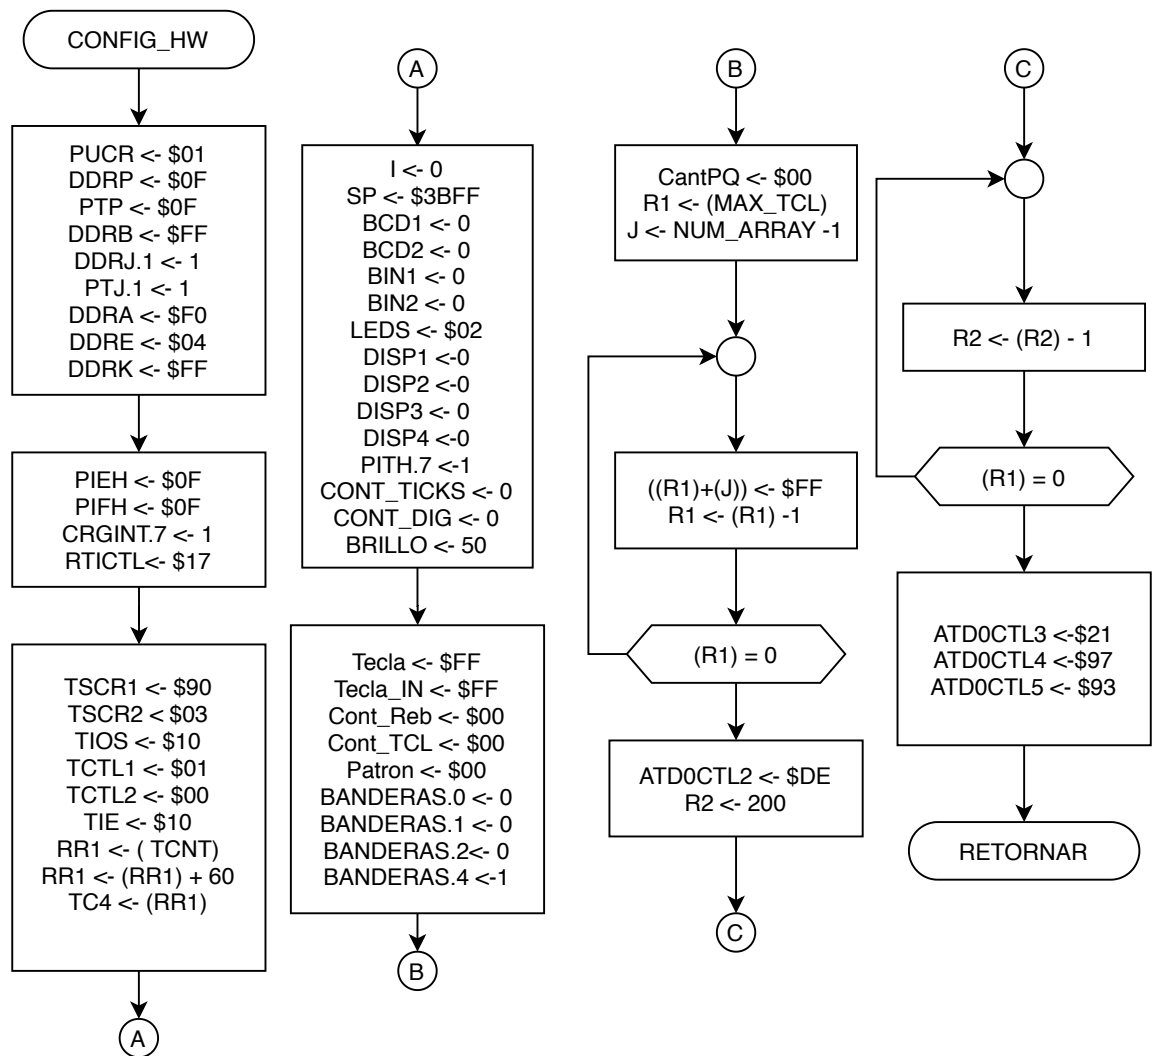 CONFIG_HW
PUCR <- $01
DDRP <- $0F
PTP <- $0F
DDRB <- $FF
DDRJ.1 <- 1
PTJ.1 <- 1
DDRA <- $F0
DDRE <- $04
DDRK <- $FF
PIEH <- $0F
PIFH <- $0F
CRGINT.7 <- 1
RTICTL<- $17
TSCR1 <- $90
TSCR2 < $03
TIOS <- $10
TCTL1 <- $01
TCTL2 <- $00
TIE <- $10
RR1 <- ( TCNT)
RR1 <- (RR1) + 60
TC4 <- (RR1)
A
A
I <- 0
SP <- $3BFF
BCD1 <- 0
BCD2 <- 0
BIN1 <- 0
BIN2 <- 0
LEDS <- $02
DISP1 <-0
DISP2 <-0
DISP3 <- 0
DISP4 <-0
PITH.7 <-1
CONT_TICKS <- 0
CONT_DIG <- 0
BRILLO <- 50
Tecla <- $FF
Tecla_IN <- $FF
Cont_Reb <- $00
Cont_TCL <- $00
Patron <- $00
BANDERAS.0 <- 0
BANDERAS.1 <- 0
BANDERAS.2<- 0
BANDERAS.4 <-1
B
B
CantPQ <- $00
R1 <- (MAX_TCL)
J <- NUM_ARRAY -1
((R1)+(J)) <- $FF
R1 <- (R1) -1
(R1) = 0
ATD0CTL2 <- $DE
R2 <- 200
C
C
R2 <- (R2) - 1
(R1) = 0
ATD0CTL3 <-$21
ATD0CTL4 <-$97
ATD0CTL5 <- $93
RETORNAR